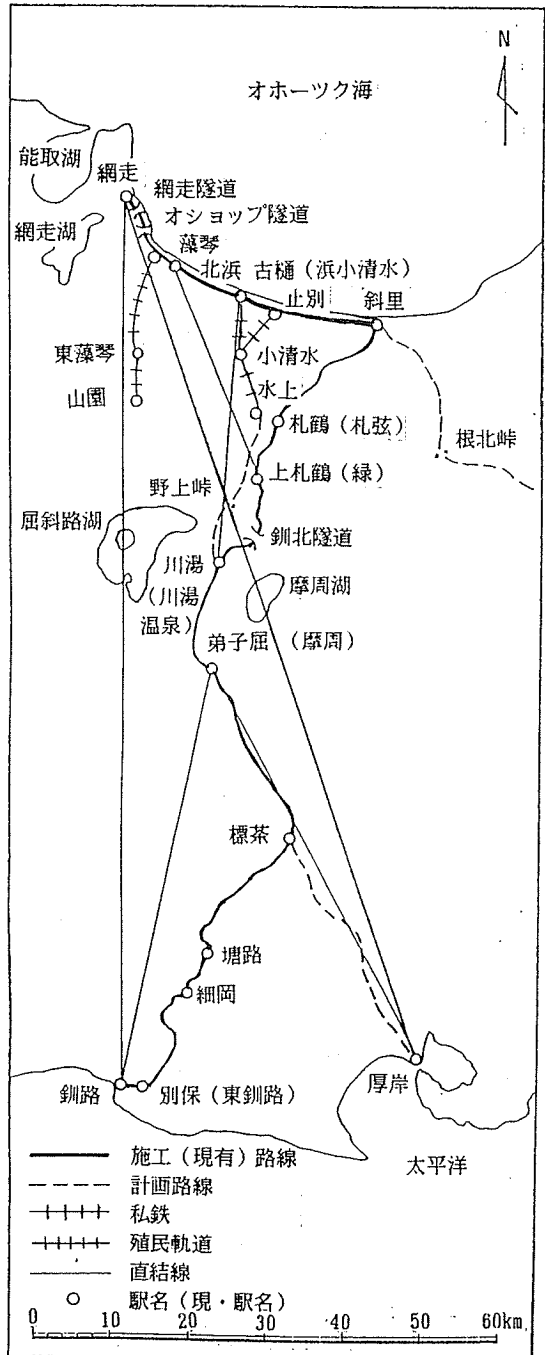 N
オホーツク海
能取湖
網走
網走隧道
オショップ隧道
網走湖
藻琴
北浜 古樋(浜小清水)
止別
斜里
東藻琴
小清水
山園
水上
札鶴(札弦)
根北峠
上札鶴(緑)
野上峠
屈斜路湖
釧北隧道
川湯
(川湯
温泉)
摩周湖
弟子屈(摩周)
標茶
塘路
細岡
釧路
別保(東釧路)
厚岸
太平洋
施工(現有)路線
計画路線
私鉄
殖民軌道
直結線
駅名(現・駅名)
0 10 20 30 40 50 60km